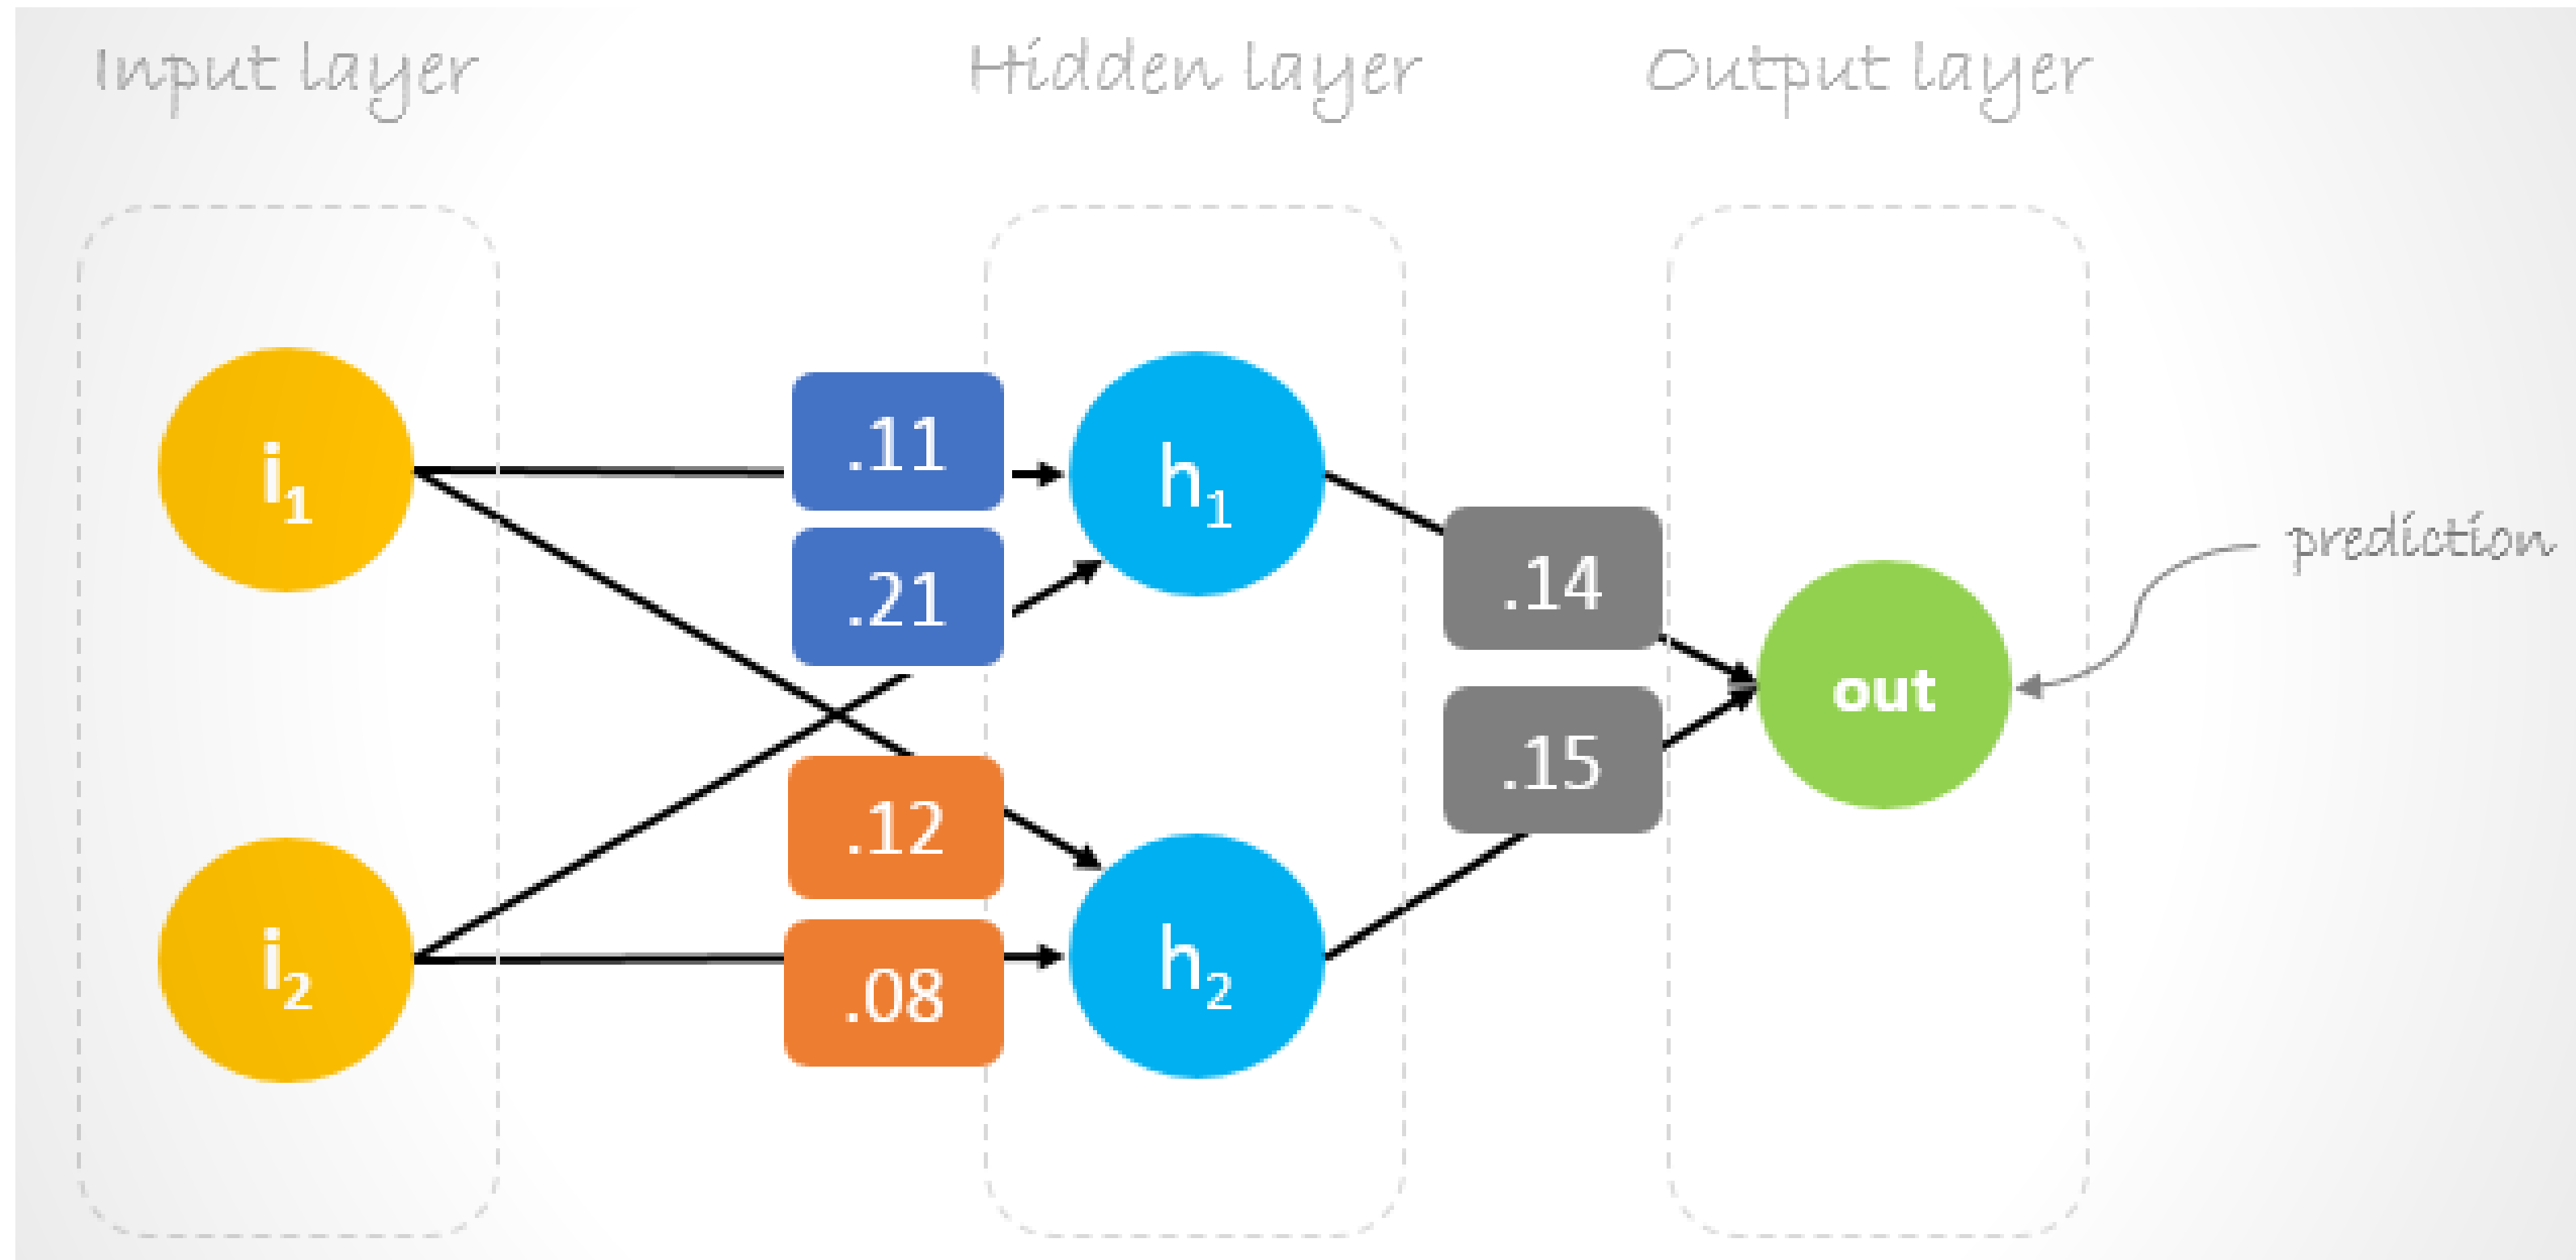 Input layer
Hidden layer
Output layer
i1
.11
.21
h1
.14
prediction
out
.15
.12
i2
.08
h2